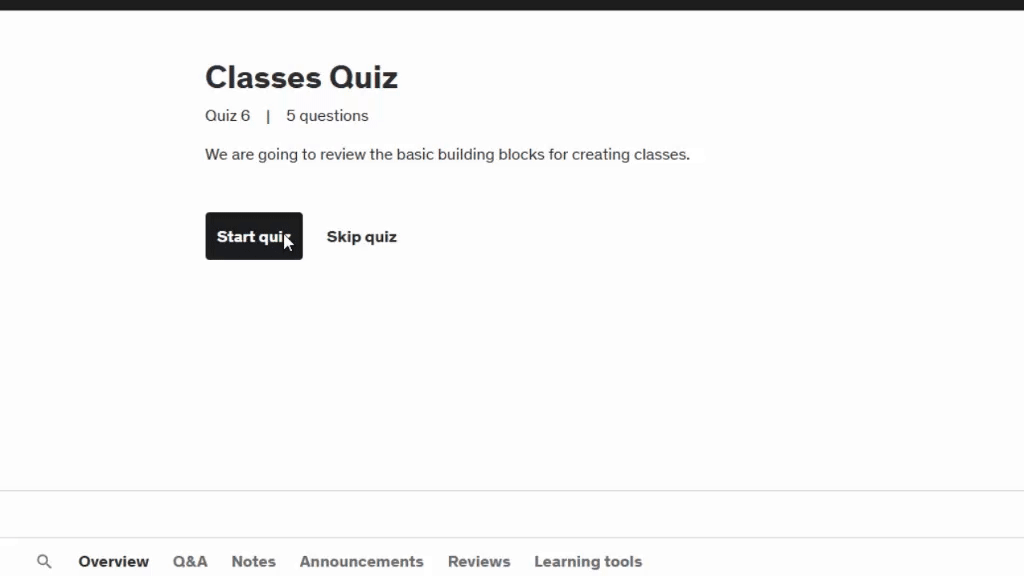 Classes Quiz
Quiz 6 | 5 questions
We are going to review the basic building blocks for creating classes.
Start quiz Skip quiz
Overview Q&A Notes Announcements Reviews Learning tools